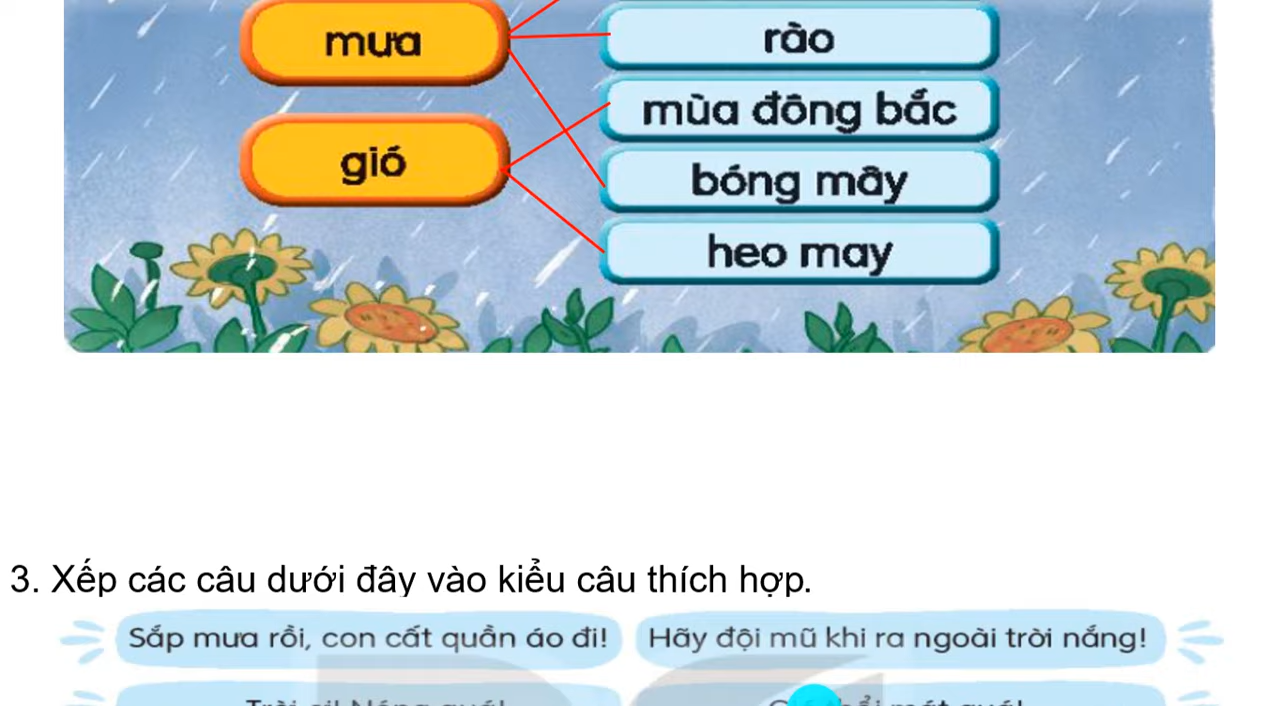 mưa
rào
mùa đông bắc
gió
bóng mây
heo may
3. Xếp các câu dưới đây vào kiểu câu thích hợp.
Sắp mưa rồi, con cất quần áo đi!
Hãy đội mũ khi ra ngoài trời nắng!